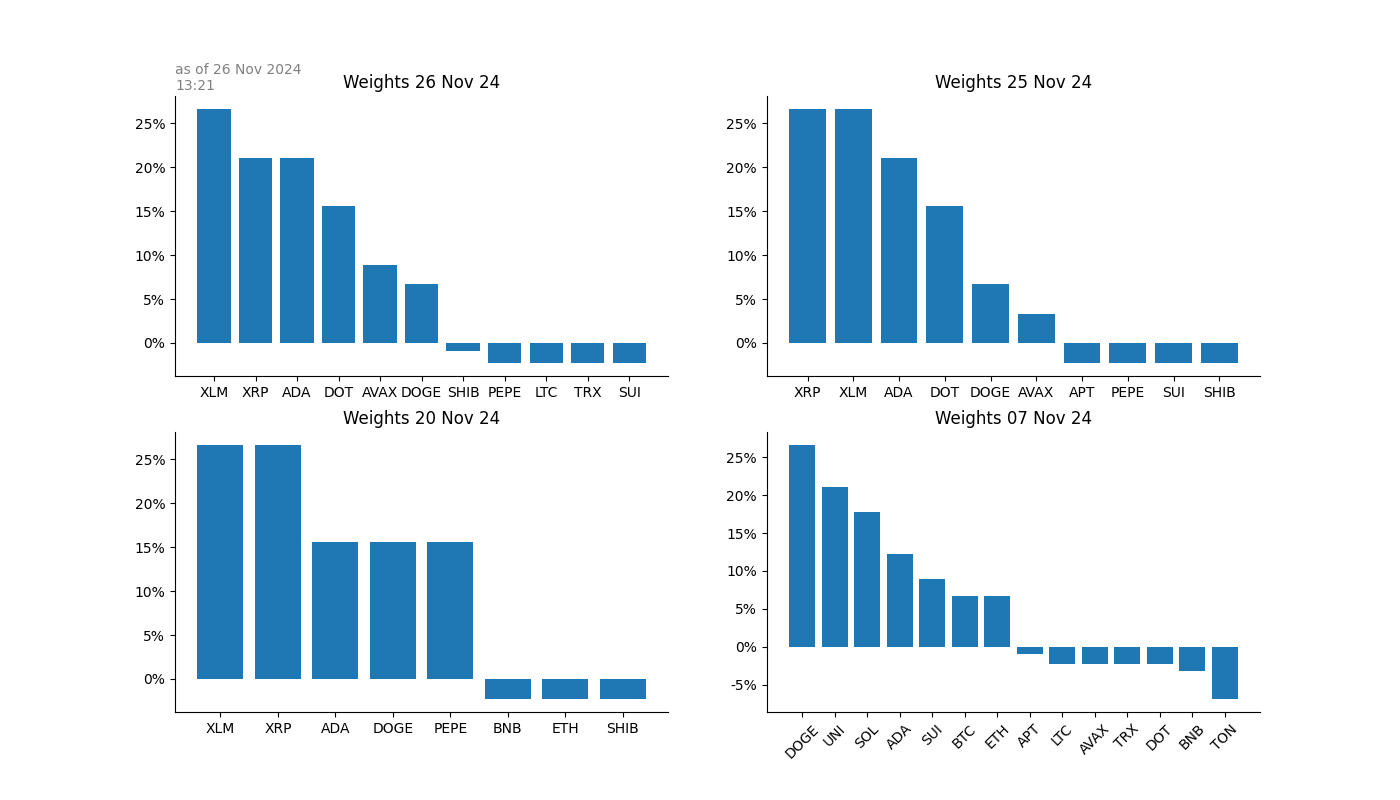 as of 26 Nov 2024
13:21
Weights 26 Nov 24
25%
20%
15%
10%
5%
0%
XLM XRP ADA DOT AVAX DOGE SHIB PEPE LTC TRX SUI
Weights 25 Nov 24
25%
20%
15%
10%
5%
0%
XRP XLM ADA DOT DOGE AVAX APT PEPE SUI SHIB
Weights 20 Nov 24
25%
20%
15%
10%
5%
0%
XLM XRP ADA DOGE PEPE BNB ETH SHIB
Weights 07 Nov 24
25%
20%
15%
10%
5%
0%
-5%
DOGE UNI SOL ADA SUI BTC ETH APT LTC AVAX TRX DOT BNB TON